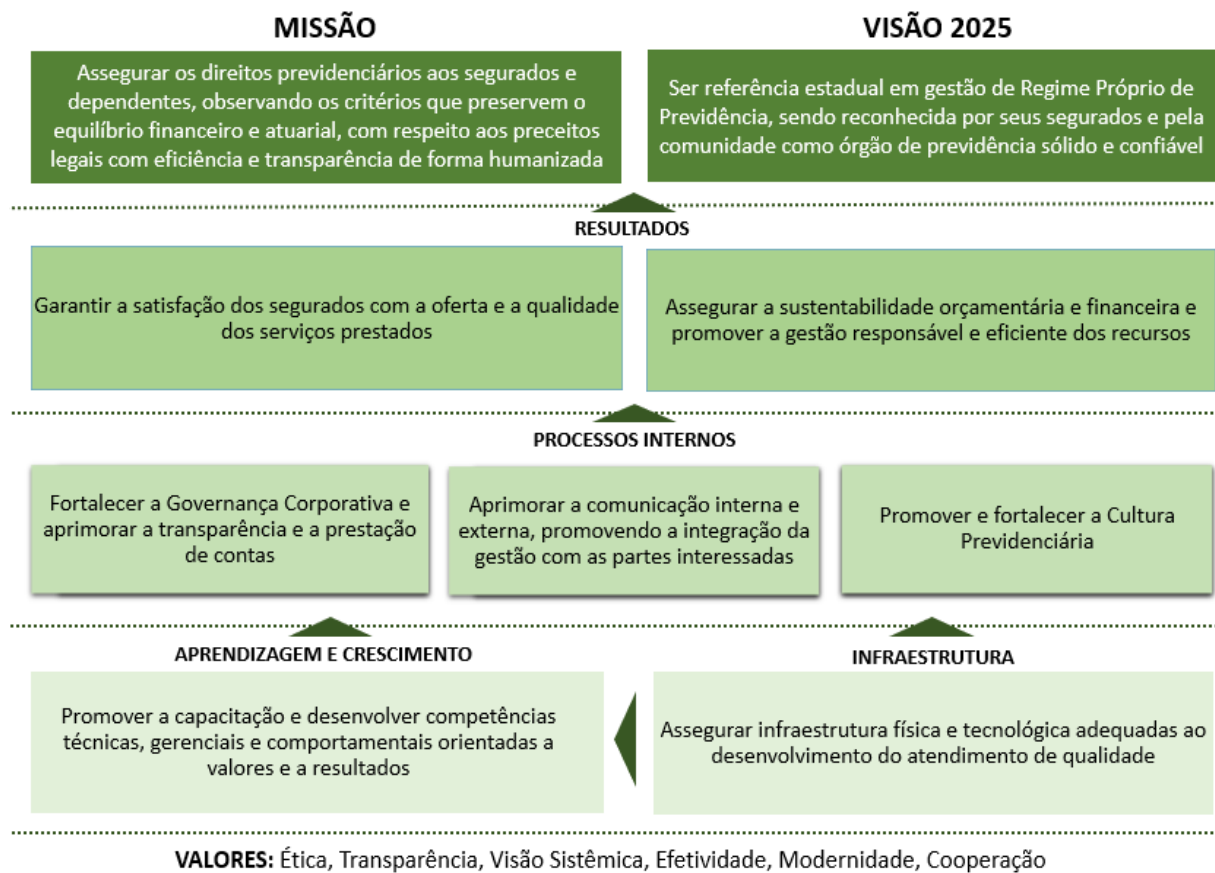 MISSÃO
Assegurar os direitos previdenciários aos segurados e
dependentes, observando os critérios que preservem o
equilíbrio financeiro e atuarial, com respeito aos preceitos
legais com eficiência e transparência de forma humanizada
VISÃO 2025
Ser referência estadual em gestão de Regime Próprio de
Previdência, sendo reconhecida por seus segurados e pela
comunidade como órgão de previdência sólido e confiável
RESULTADOS
Garantir a satisfação dos segurados com a oferta e a qualidade
dos serviços prestados
Assegurar a sustentabilidade orçamentária e financeira e
promover a gestão responsável e eficiente dos recursos
PROCESSOS INTERNOS
Fortalecer a Governança Corporativa e
aprimorar a transparência e a prestação
de contas
Aprimorar a comunicação interna e
externa, promovendo a integração da
gestão com as partes interessadas
Promover e fortalecer a Cultura
Previdenciária
APRENDIZAGEM E CRESCIMENTO
Promover a capacitação e desenvolver competências
técnicas, gerenciais e comportamentais orientadas a
valores e a resultados
INFRAESTRUTURA
Assegurar infraestrutura física e tecnológica adequadas ao
desenvolvimento do atendimento de qualidade
VALORES: Ética, Transparência, Visão Sistêmica, Efetividade, Modernidade, Cooperação